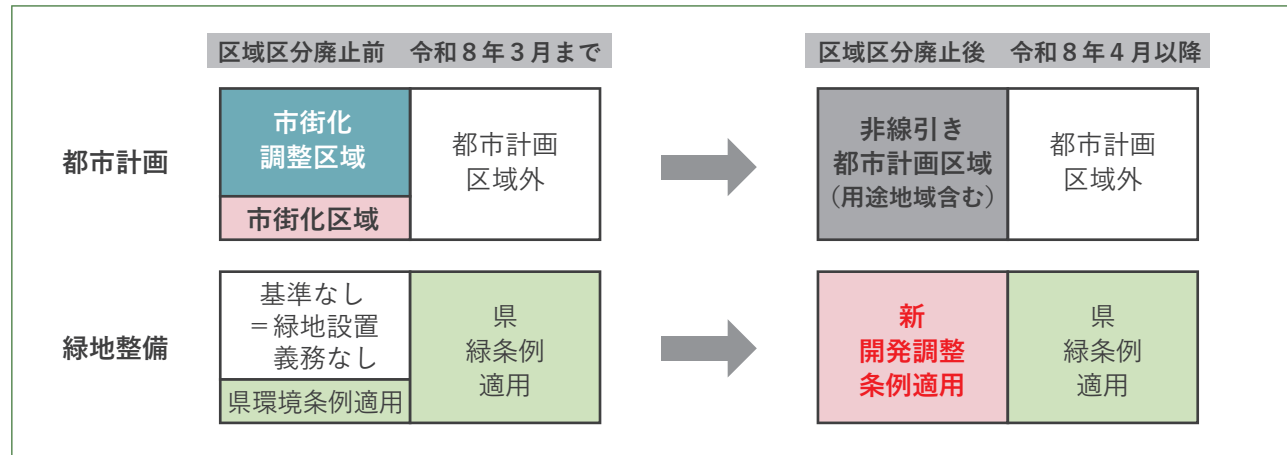 区域区分廃止前　令和８年３月まで
区域区分廃止後　令和８年４月以降
都市計画
市街化
調整区域
市街化区域
都市計画
区域外
非線引き
都市計画区域
（用途地域含む）
都市計画
区域外
緑地整備
基準なし
＝緑地設置
義務なし
県環境条例適用
県
緑条例
適用
新
開発調整
条例適用
県
緑条例
適用